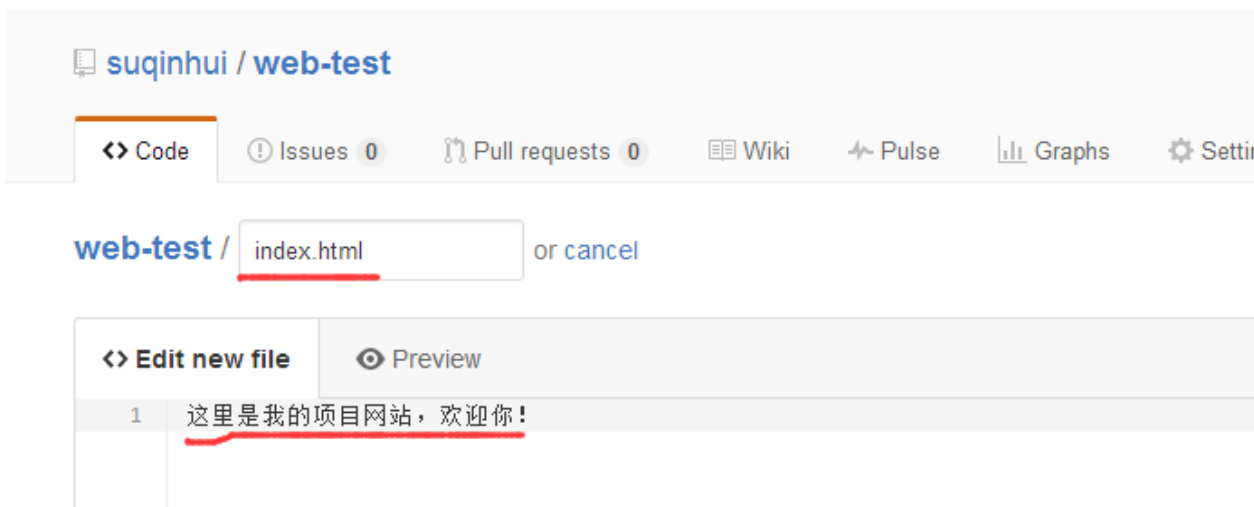 suqinhui / web-test
Code Issues 0 Pull requests 0 Wiki Pulse Graphs Settin
web-test / index.html or cancel
Edit new file Preview
1 这里是我的项目网站，欢迎你!